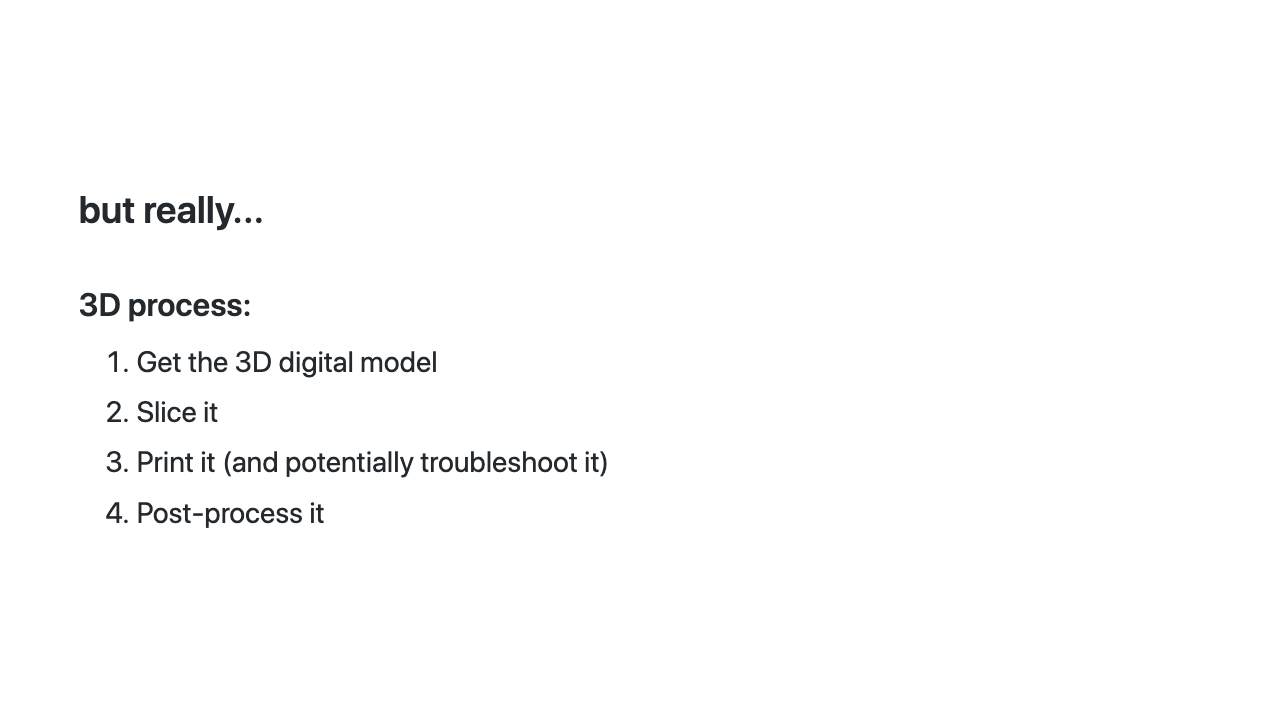 but really...
3D process:
1. Get the 3D digital model
2. Slice it
3. Print it (and potentially troubleshoot it)
4. Post-process it